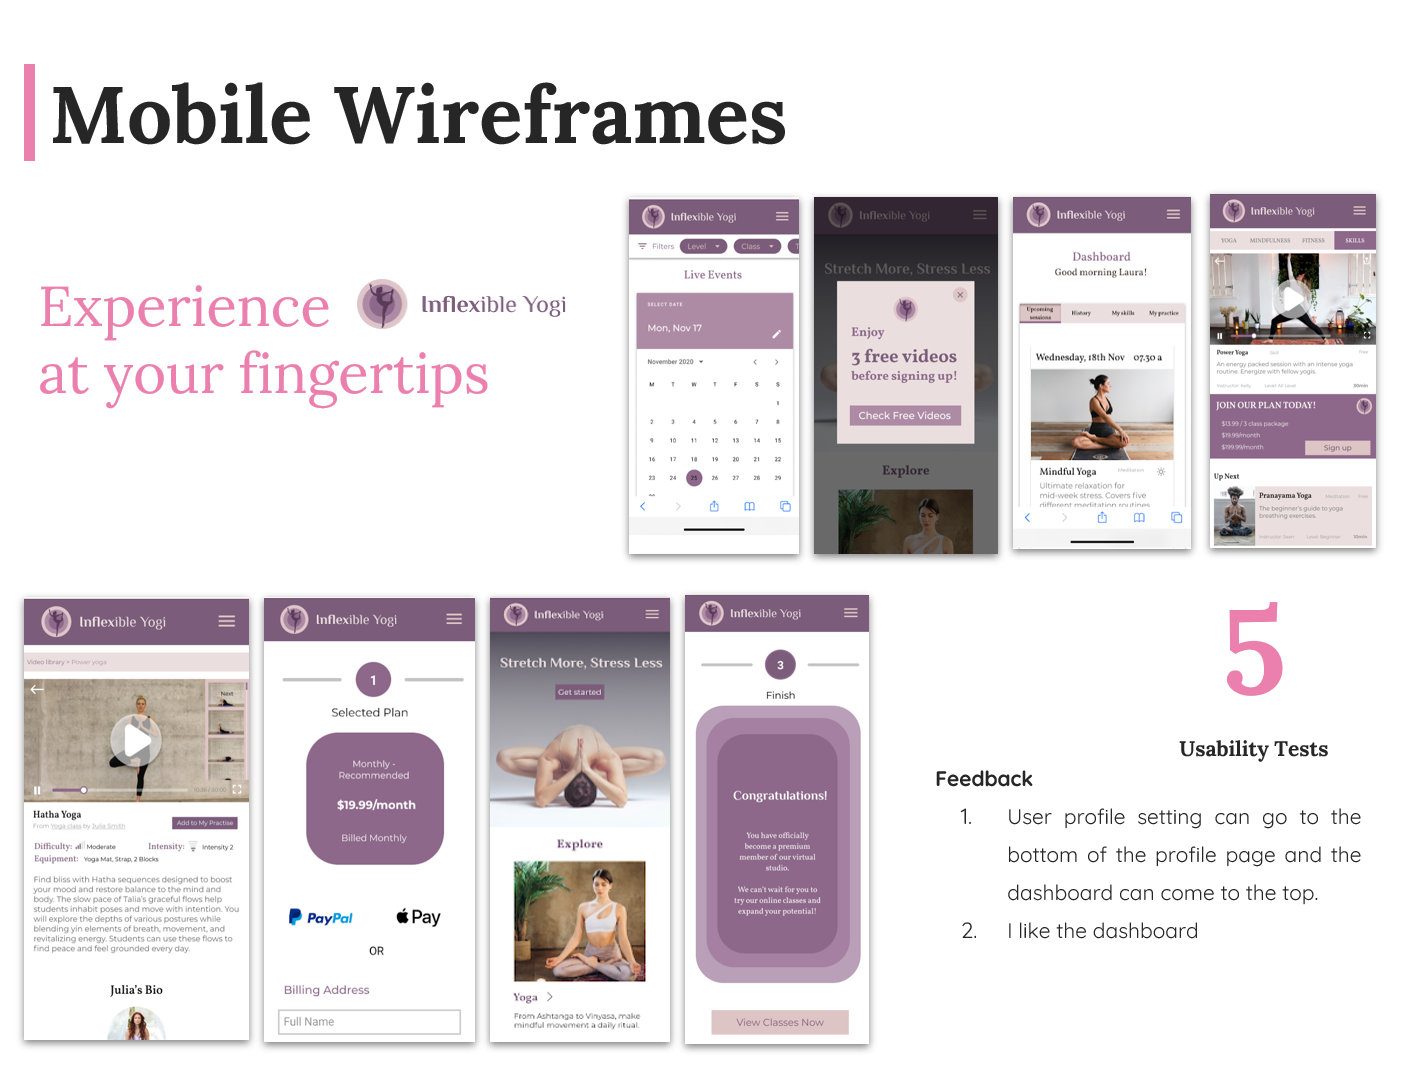 Mobile Wireframes
Experience
Inflexible Yogi
at your fingertips
Inflexible Yogi
Filters Level Class T
Live Events
SELECT DATE
Mon, Nov 17
November 2020
M T W T F S S
1
2 3 4 5 6 7 8
9 10 11 12 13 14 15
16 17 18 19 20 21 22
23 24 25 26 27 28 29
Inflexible Yogi
Stretch More, Stress Less
Enjoy
3 free videos
before signing up!
Check Free Videos
Explore
Inflexible Yogi
Dashboard
Good morning Laura!
Upcoming
sessions
History My skills My practice
Wednesday, 18th Nov 07.30 a
Mindful Yoga meditation
Ultimate relaxation for
mid-week stress. Covers five
different meditation routines
Inflexible Yogi
YOGA MINDFULNESS FITNESS SKILLS
Power Yoga Skill Free
An energy packed session with an intense yoga
routine. Energize with fellow yogis.
Instructor: Kelly Level: All Level 30min
JOIN OUR PLAN TODAY!
$13.99 / 3 class package
$19.99/month
$199.99/month
Sign up
Up Next
Pranayama Yoga Meditation Free
The beginner's guide to yoga
breathing exercises.
Instructor: Sean Level: Beginner 10min
Inflexible Yogi
Video library > Power yoga
Next
Hatha Yoga
From Yoga class by Julia Smith
Add to My Practise
Difficulty: Moderate Intensity: Intensity 2
Equipment: Yoga Mat, Strap, 2 Blocks
Find bliss with Hatha sequences designed to boost
your mood and restore balance to the mind and
body. The slow pace of Talia's graceful flows help
students inhabit poses and move with intention. You
will explore the depths of various postures while
blending yin elements of breath, movement, and
revitalizing energy. Students can use these flows to
find peace and feel grounded every day.
Julia's Bio
Inflexible Yogi
1
Selected Plan
Monthly -
Recommended
$19.99/month
Billed Monthly
PayPal
Pay
OR
Billing Address
Full Name
Inflexible Yogi
Stretch More, Stress Less
Get started
Explore
Yoga >
From Ashtanga to Vinyasa, make
mindful movement a daily ritual.
Inflexible Yogi
3
Finish
Congratulations!
You have officially
become a premium
member of our virtual
studio.
We can't wait for you to
try our online classes and
expand your potential!
View Classes Now
5
Usability Tests
Feedback
1. User profile setting can go to the
bottom of the profile page and the
dashboard can come to the top.
2. I like the dashboard